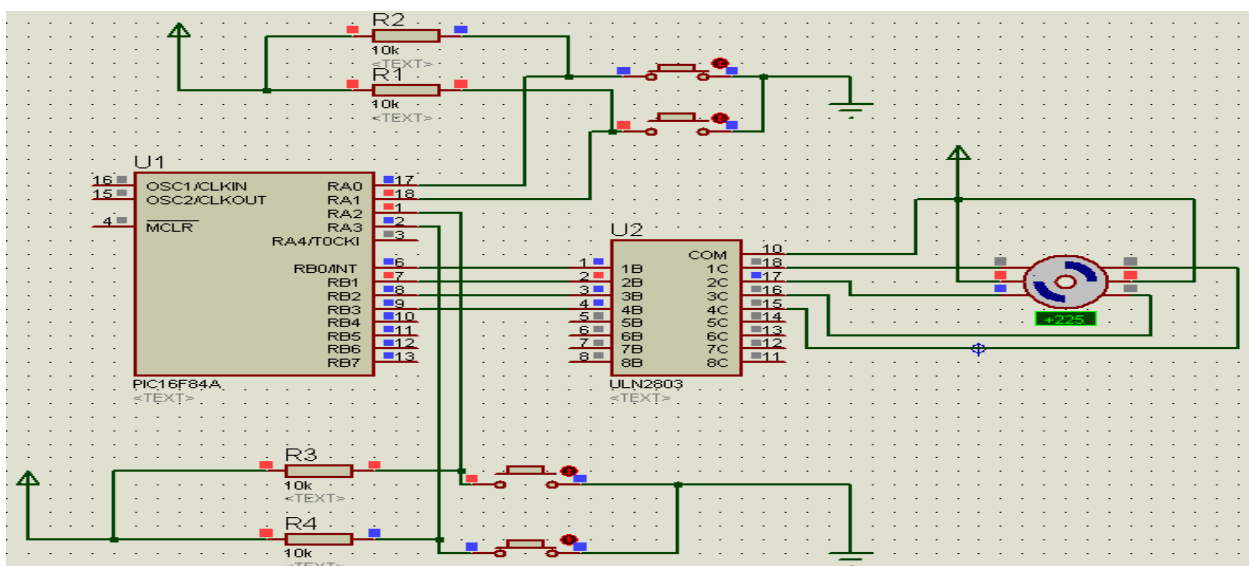 R2
10k
<TEXT>
R1
10k
<TEXT>
U1
16 OSC1/CLKIN RA0 17
15 OSC2/CLKOUT RA1 18
RA2 1
4 MCLR RA3 2
RA4/T0CKI 3
RB0/INT 6
RB1 7
RB2 8
RB3 9
RB4 10
RB5 11
RB6 12
RB7 13
PIC16F84A
<TEXT>
U2
COM 10
1 1B 1C 18
2 2B 2C 17
3 3B 3C 16
4 4B 4C 15
5 5B 5C 14
6 6B 6C 13
7 7B 7C 12
8 8B 8C 11
ULN2803
<TEXT>
+225
R3
10k
<TEXT>
R4
10k
<TEXT>